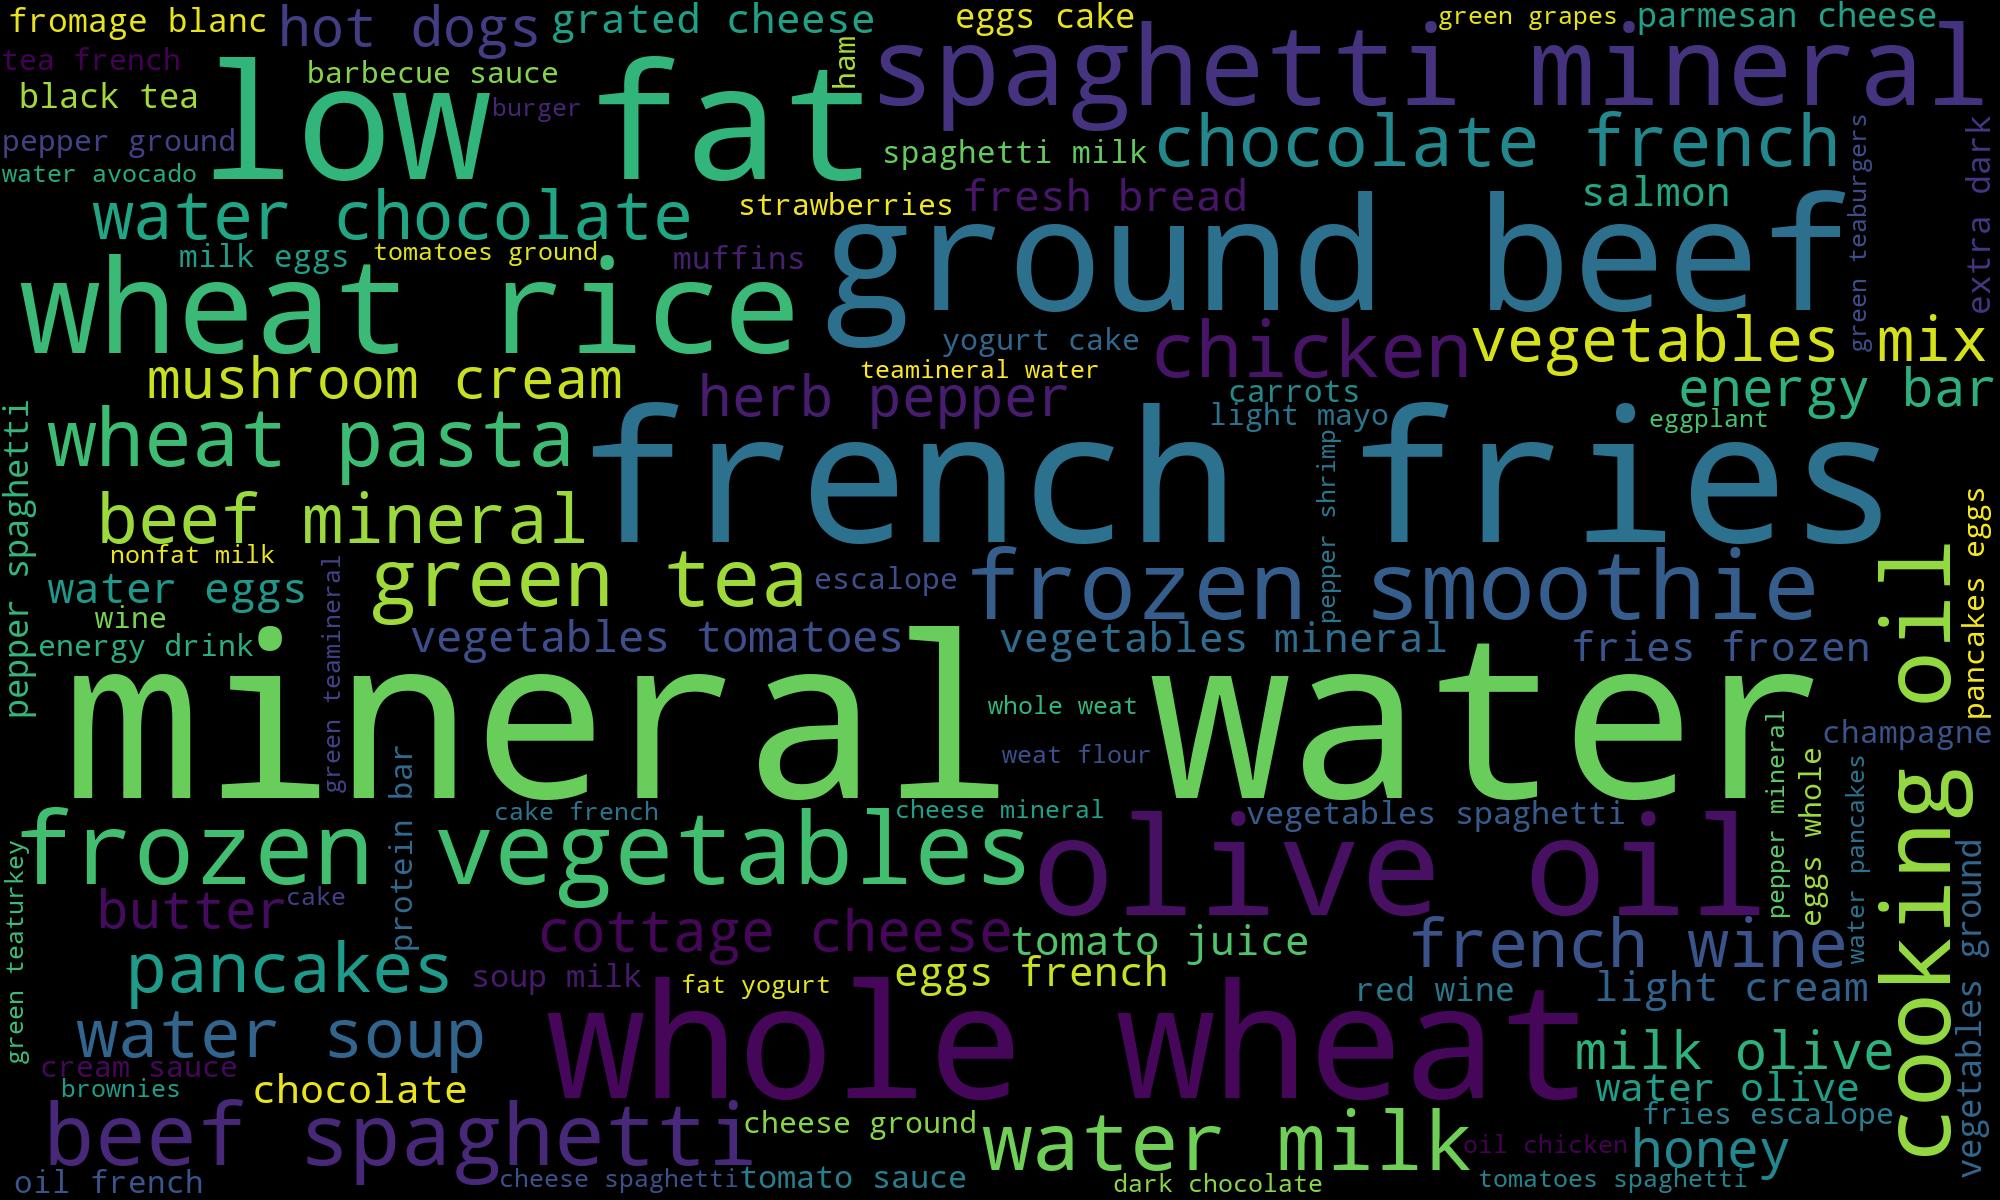 fromage blanc
hot dogs
grated cheese
eggs cake
green grapes
parmesan cheese
tea french
barbecue sauce
ham
spaghetti mineral
black tea
low fat
burger
pepper ground
spaghetti milk
chocolate french
green teaburgers
extra dark
water avocado
water chocolate
strawberries
fresh bread
salmon
milk eggs
tomatoes ground
muffins
ground beef
wheat rice
yogurt cake
chicken
vegetables mix
mushroom cream
teamineral water
herb pepper
carrots
energy bar
light mayo
eggplant
pepper spaghetti
wheat pasta
french fries
pepper shrimp
beef mineral
pancakes eggs
nonfat milk
green tea
escalope
frozen smoothie
water eggs
green teamineral
wine
energy drink
vegetables tomatoes
vegetables mineral
fries frozen
cooking oil
mineral water
whole weat
weat flour
champagne
pepper mineral
eggs whole
water pancakes
protein bar
cake french
cheese mineral
vegetables spaghetti
frozen vegetables
olive oil
green teaturkey
butter
cake
cottage cheese
tomato juice
french wine
vegetables ground
pancakes
soup milk
fat yogurt
eggs french
red wine
light cream
water soup
whole wheat
milk olive
cream sauce
brownies
chocolate
water olive
fries escalope
beef spaghetti
cheese ground
water milk
oil chicken
honey
oil french
cheese spaghetti
tomato sauce
dark chocolate
tomatoes spaghetti